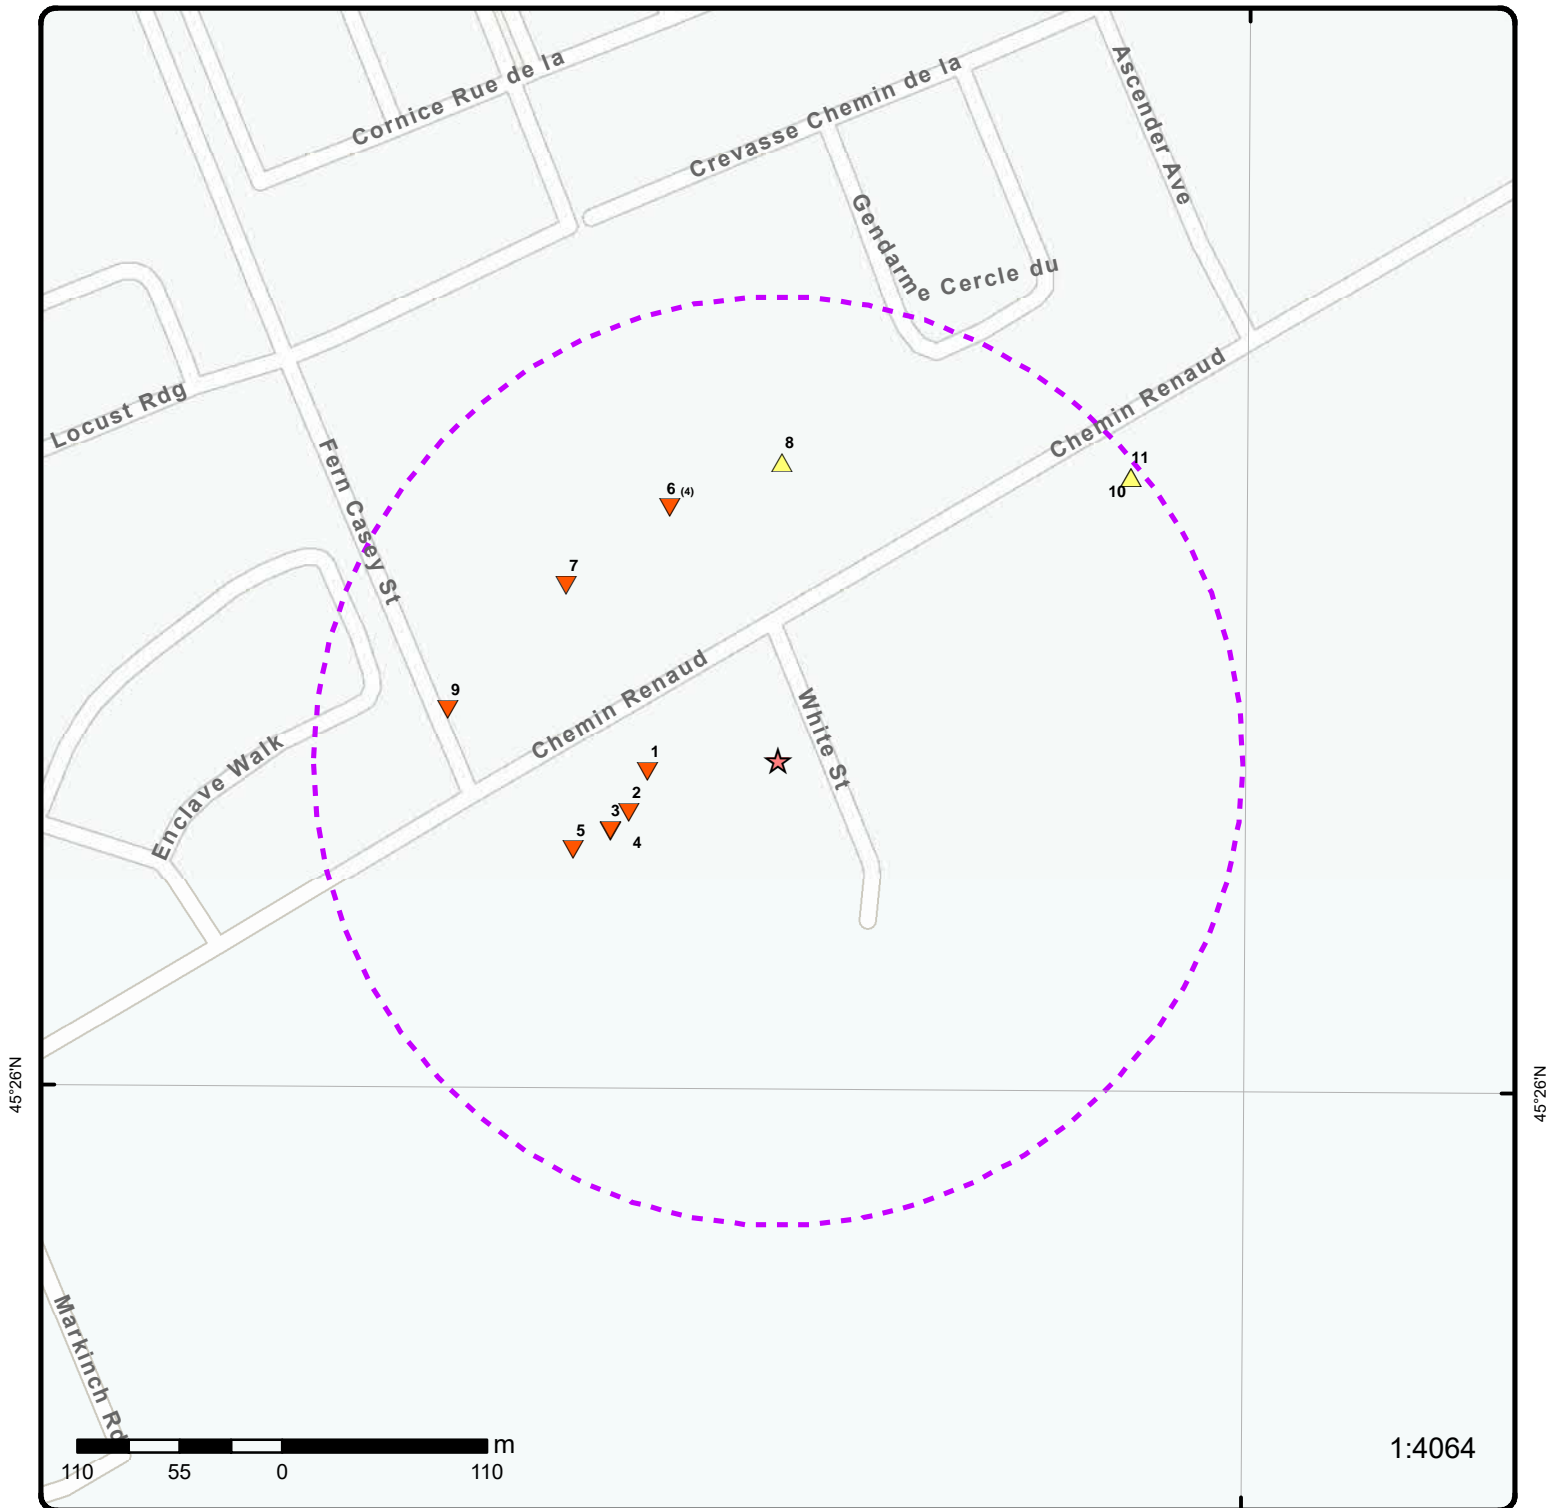 Cornice Rue de la
Crevasse Chemin de la
Ascender Ave
Gendarme Cercle du
Chemin Renaud
Locust Rdg
Fern Casey St
8
11
10
6 (4)
7
9
Chemin Renaud
White St
1
2
3
4
5
Enclave Walk
45°26'N
45°26'N
Markinch Rd
m
110 55 0 110
1:4064